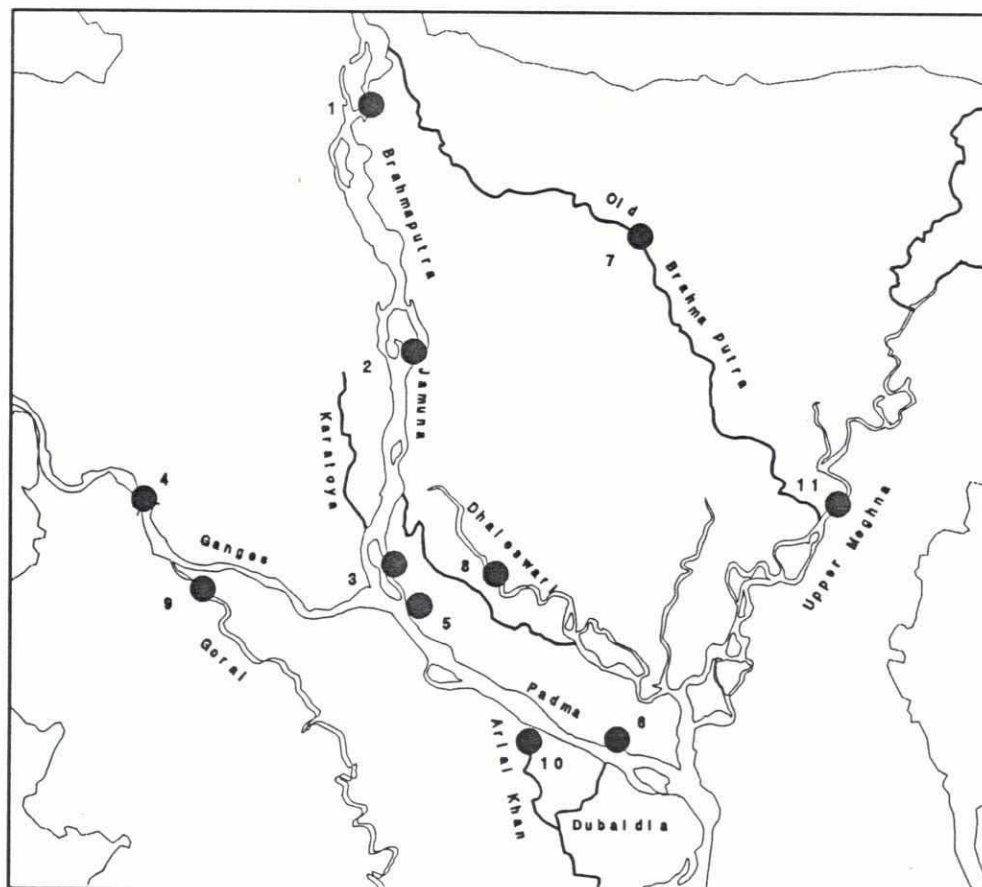 1
Brahmaputra
Old
7
Brahma putra
2
Jamuna
Karatoya
4
11
Upper Meghna
Ganges
Dhaleswari
3
8
9
5
Gorai
Padma
6
Arial Khan
10
Dubaldia